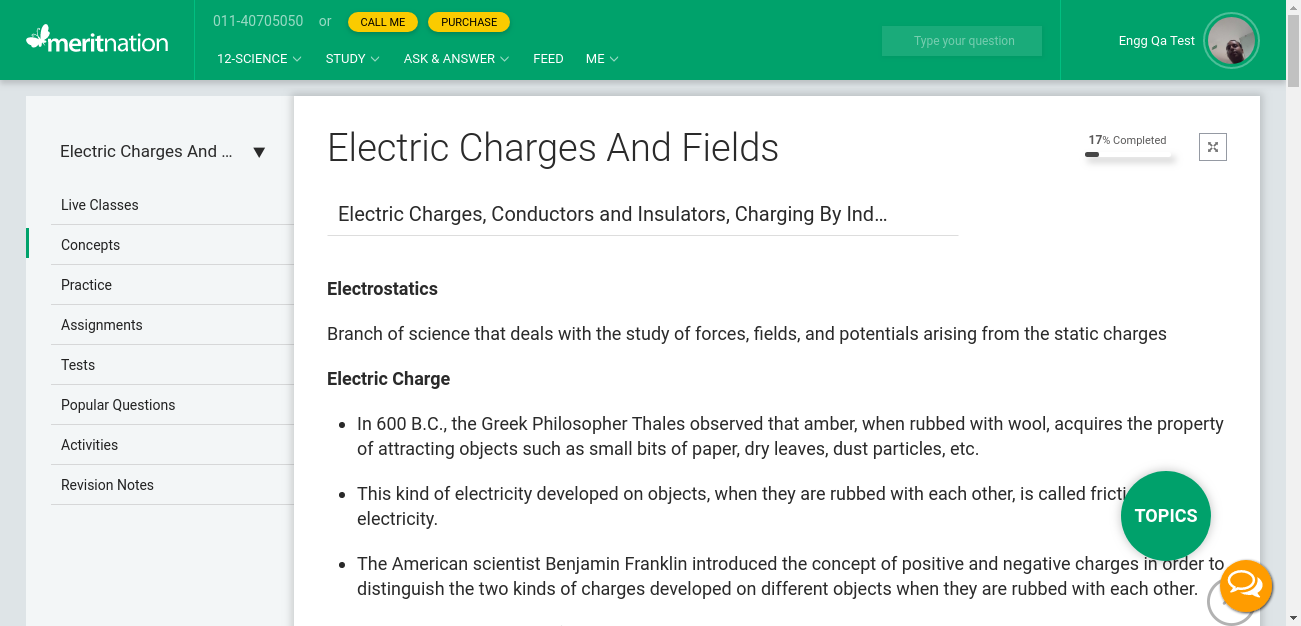 011-40705050 or CALL ME PURCHASE
meritnation
12-SCIENCE STUDY ASK & ANSWER FEED ME
Type your question
Engg Qa Test
Electric Charges And ...
Live Classes
Concepts
Practice
Assignments
Tests
Popular Questions
Activities
Revision Notes
Electric Charges And Fields
17% Completed
Electric Charges, Conductors and Insulators, Charging By Ind...
Electrostatics
Branch of science that deals with the study of forces, fields, and potentials arising from the static charges
Electric Charge
• In 600 B.C., the Greek Philosopher Thales observed that amber, when rubbed with wool, acquires the property
of attracting objects such as small bits of paper, dry leaves, dust particles, etc.
• This kind of electricity developed on objects, when they are rubbed with each other, is called
electricity.
TOPICS
• The American scientist Benjamin Franklin introduced the concept of positive and negative charges in order to
distinguish the two kinds of charges developed on different objects when they are rubbed with each other.